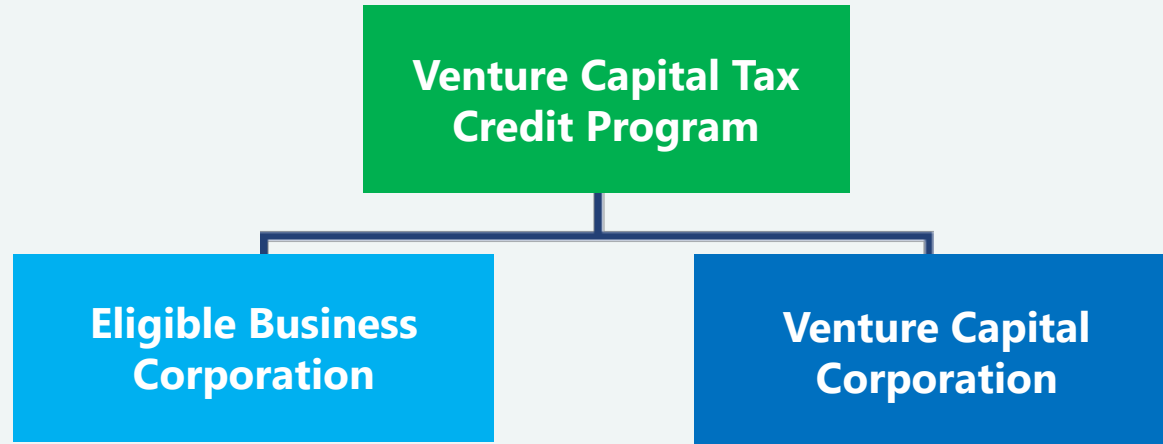 Venture Capital Tax
Credit Program
Eligible Business
Corporation
Venture Capital
Corporation